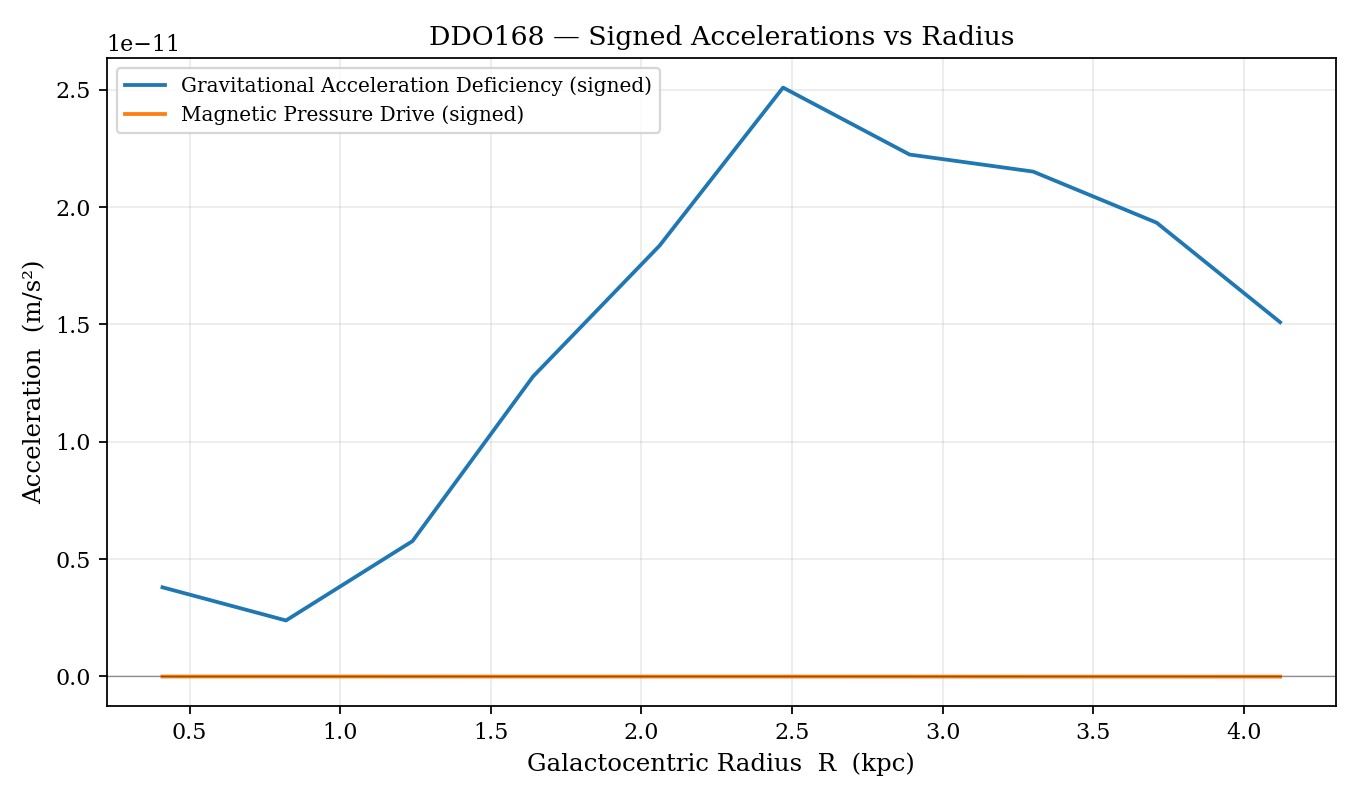 DDO168 — Signed Accelerations vs Radius
1e−11
Gravitational Acceleration Deficiency (signed)
Magnetic Pressure Drive (signed)
Acceleration (m/s²)
2.5
2.0
1.5
1.0
0.5
0.0
0.5 1.0 1.5 2.0 2.5 3.0 3.5 4.0
Galactocentric Radius R (kpc)